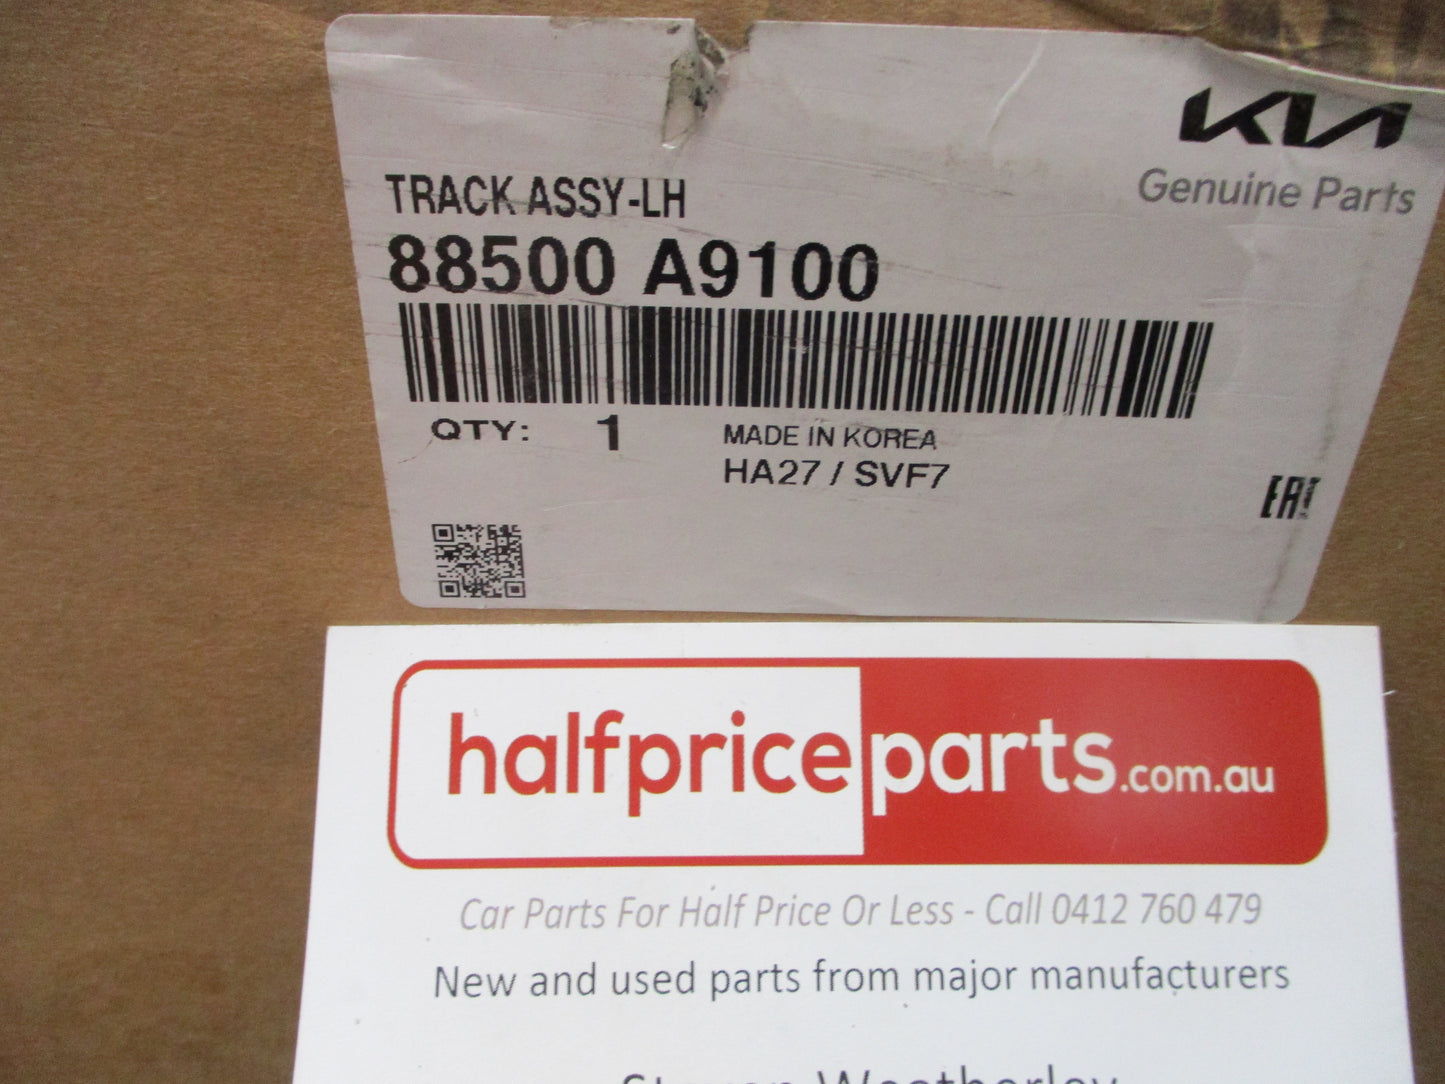 KIA
Genuine Parts
TRACK ASSY-LH
88500 A9100
QTY: 1
MADE IN KOREA
HA27 / SVF7
EAC
halfpriceparts.com.au
Car Parts For Half Price Or Less - Call 0412 760 479
New and used parts from major manufacturers